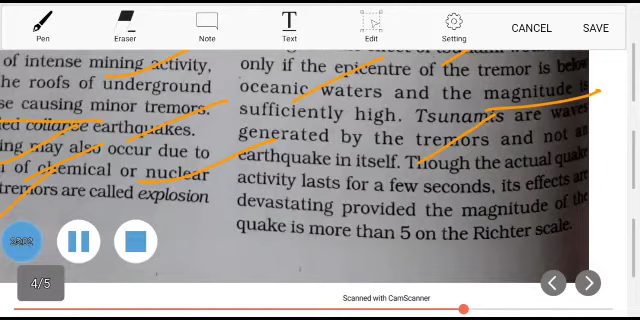 Pen
Eraser
Note
Text
Edit
Setting
CANCEL
SAVE
of intense mining activity,
he roofs of underground
se causing minor tremors.
ed collapse earthquakes.
ing may also occur due to
of chemical or nuclear
tremors are called explosion
only if the epicentre of the tremor is below
oceanic waters and the magnitude is
sufficiently high. Tsunamis are waves
generated by the tremors and not an
earthquake in itself. Though the actual quake
activity lasts for a few seconds, its effects are
devastating provided the magnitude of the
quake is more than 5 on the Richter scale.
4/5
Scanned with CamScanner